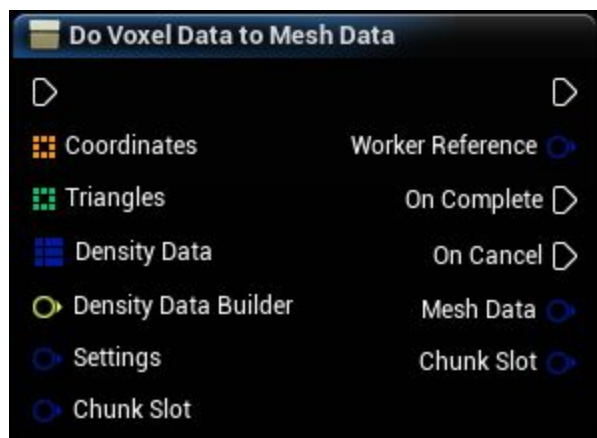 Do Voxel Data to Mesh Data
Coordinates
Worker Reference
Triangles
On Complete
Density Data
On Cancel
Density Data Builder
Mesh Data
Settings
Chunk Slot
Chunk Slot